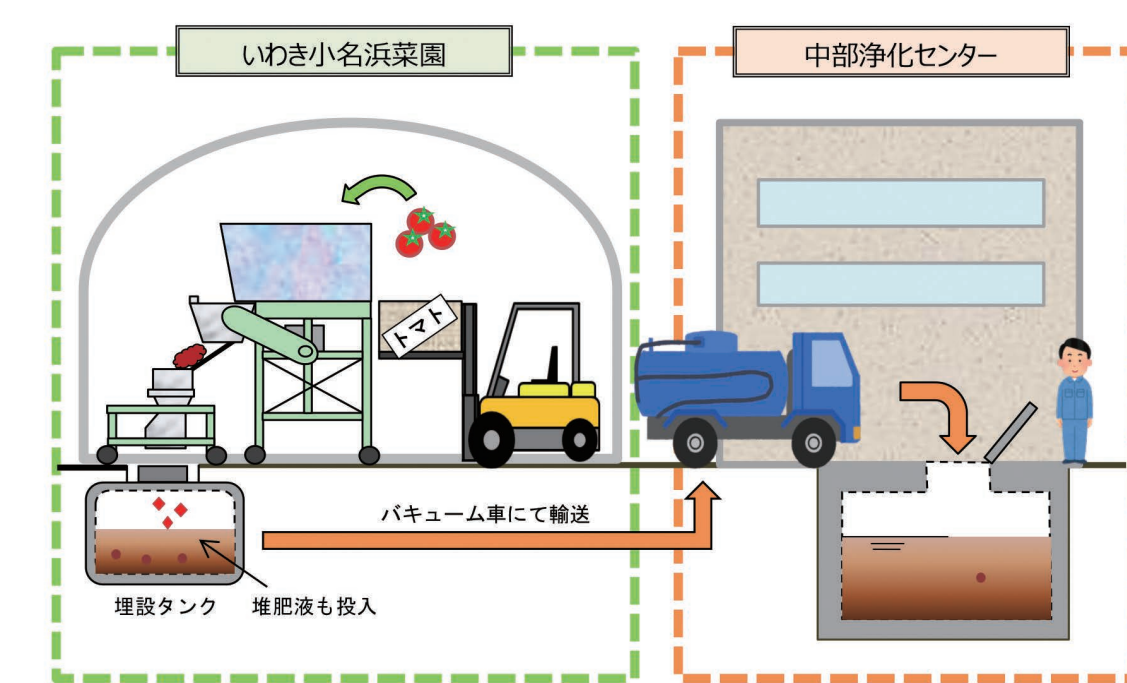 いわき小名浜菜園
中部浄化センター
トマト
バキューム車にて輸送
埋設タンク
堆肥液も投入